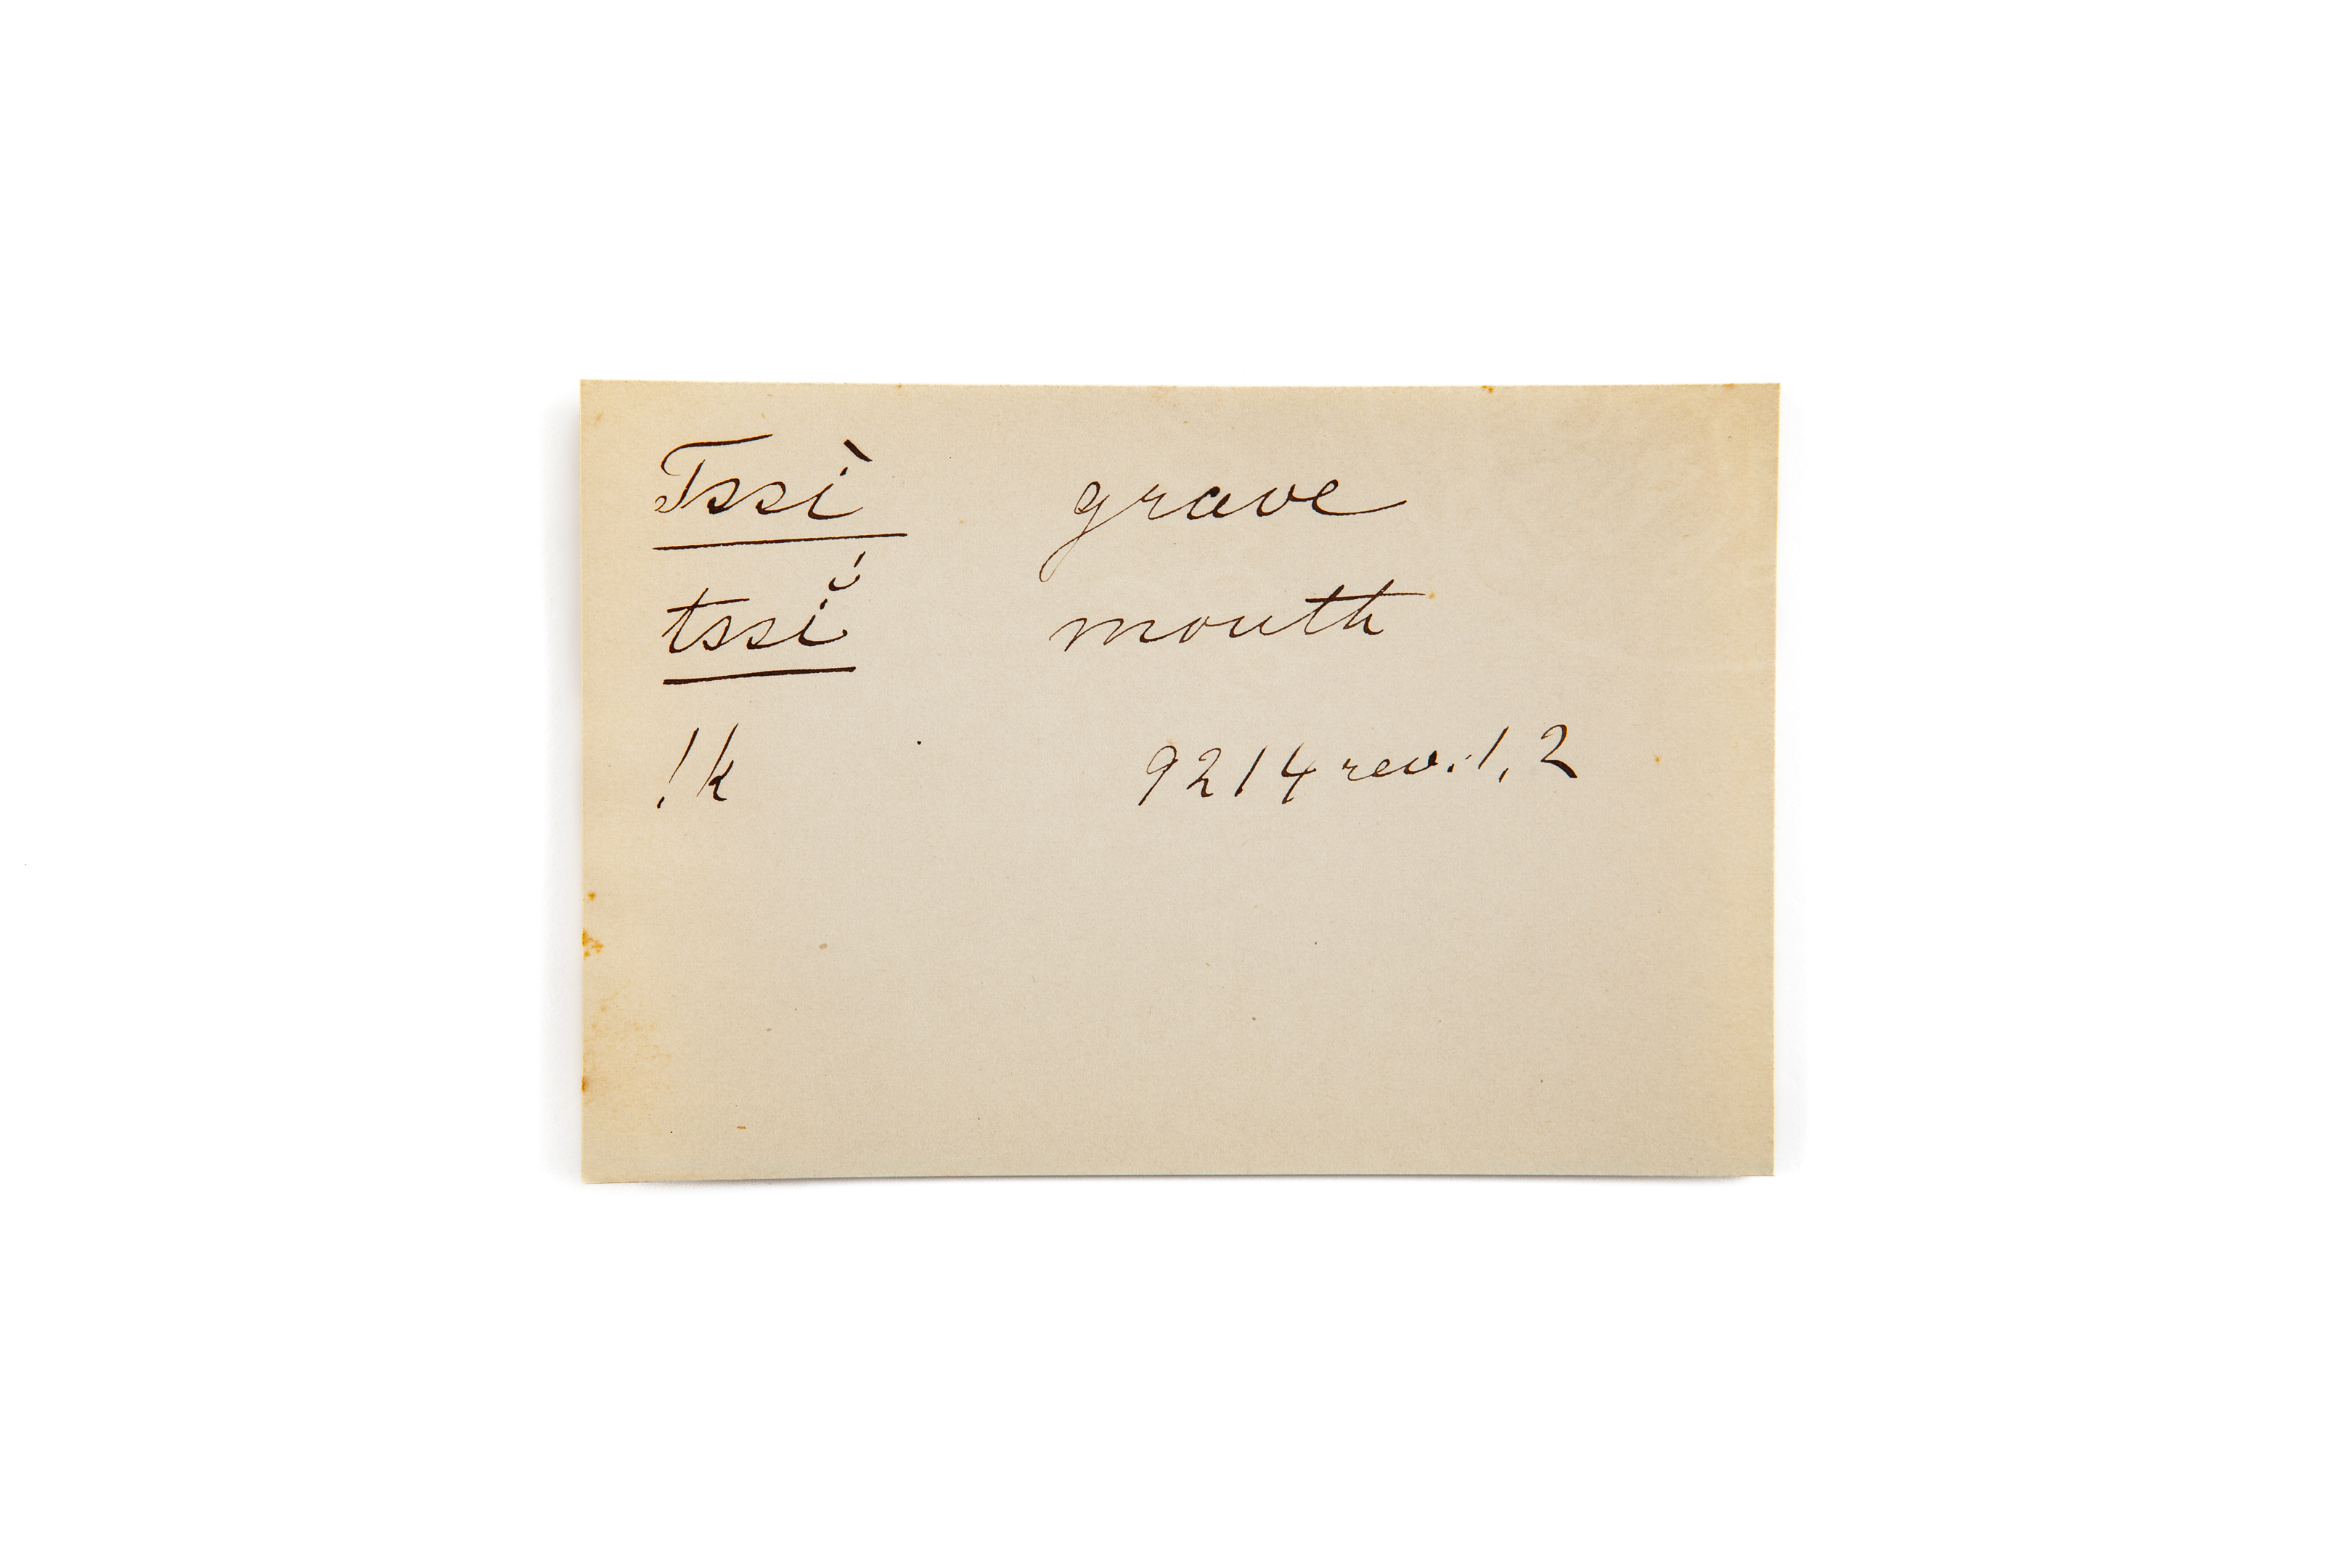 Tssì grave
tssĭ́ mouth
!k 9214 rev. 1, 2